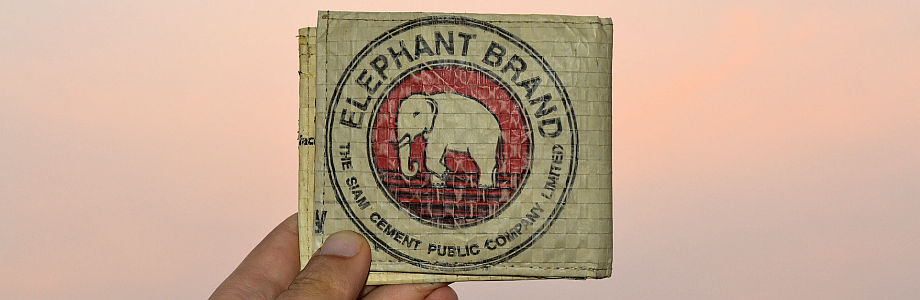 ELEPHANT BRAND
THE SIAM CEMENT PUBLIC COMPANY LIMITED